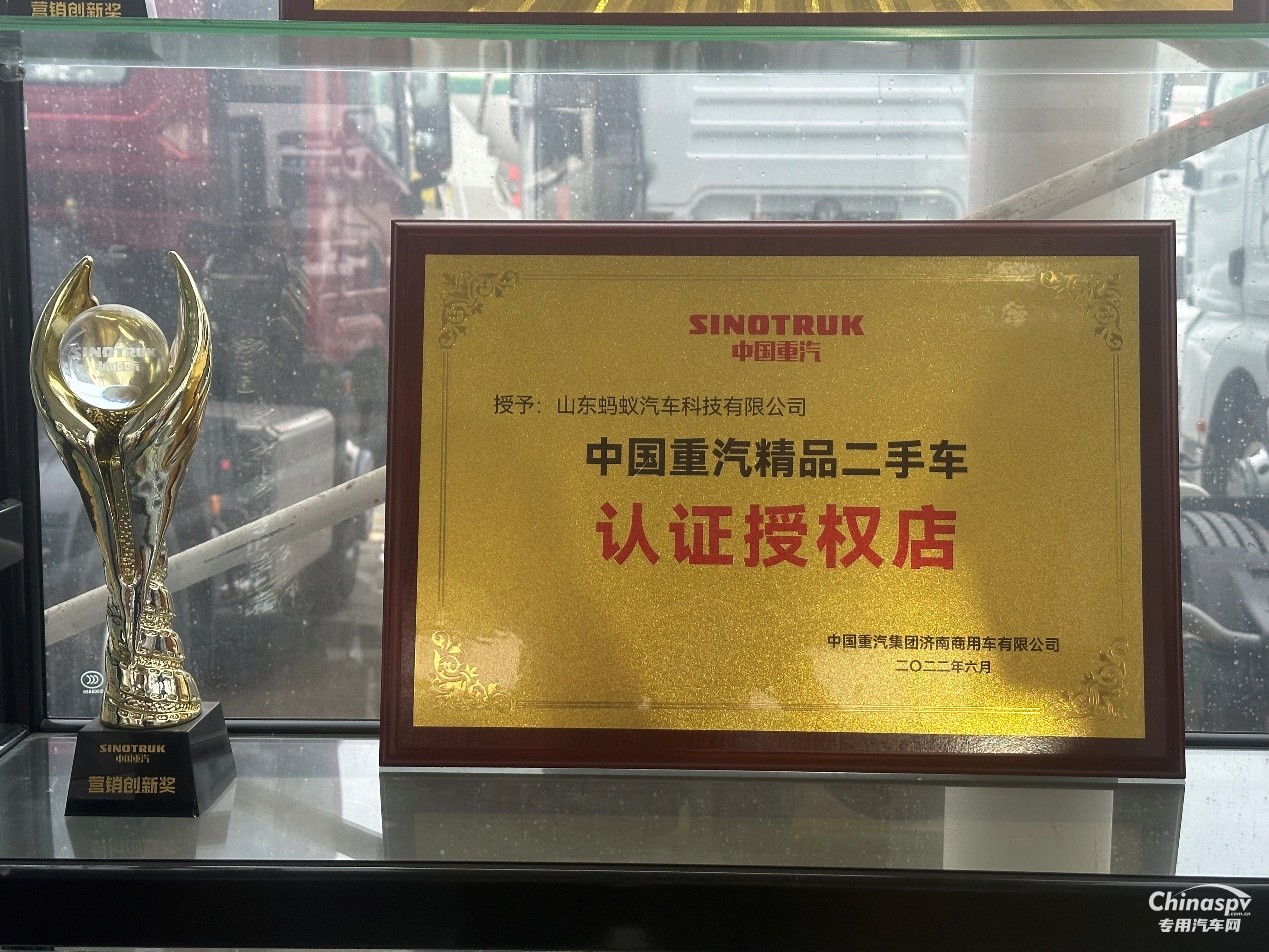 营销创新奖
SINOTRUK
中国重汽
授予：山东蚂蚁汽车科技有限公司
中国重汽精品二手车
认证授权店
中国重汽集团济南商用车有限公司
二〇二二年六月
SINOTRUK
SINOTRUK
中国重汽
营销创新奖
Chinaspv
.com.cn
专用汽车网